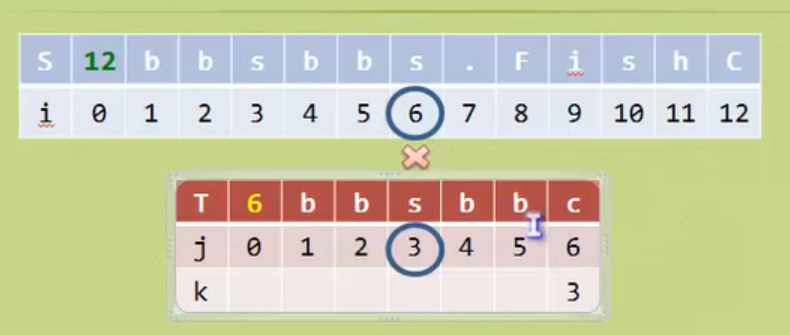 S 12 b b s b b s . F i s h C
i 0 1 2 3 4 5 6 7 8 9 10 11 12
T 6 b b s b b c
j 0 1 2 3 4 5 6
k 3